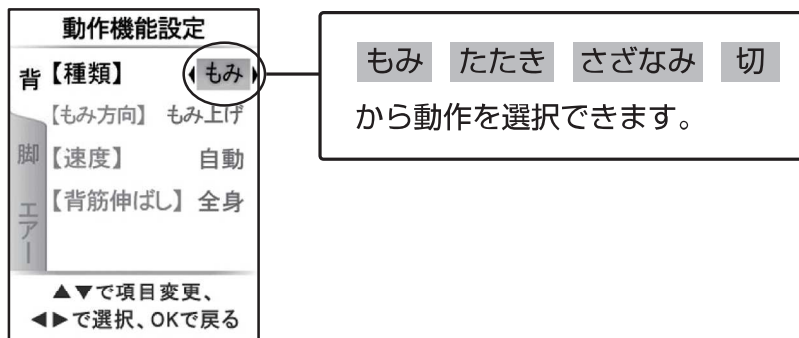 動作機能設定
背
【種類】 もみ
【もみ方向】 もみ上げ
脚
【速度】 自動
【背筋伸ばし】 全身
エアー
▲▼で項目変更、
◀▶で選択、OKで戻る
もみ たたき さざなみ 切
から動作を選択できます。